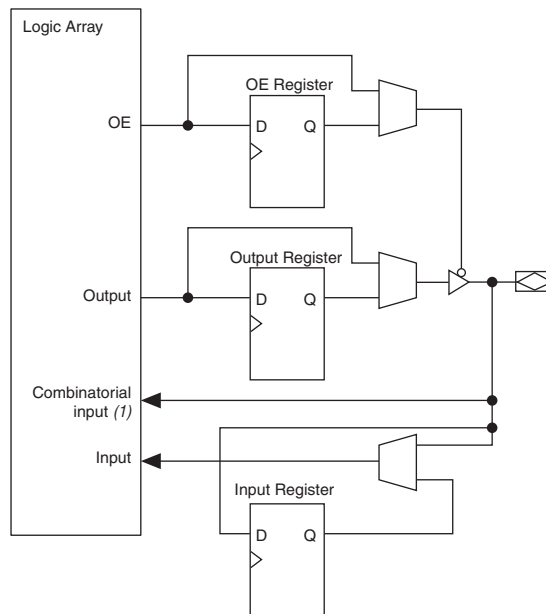 Logic Array
OE Register
OE
D Q
Output Register
Output
D Q
Combinatorial
input (1)
Input
Input Register
D Q